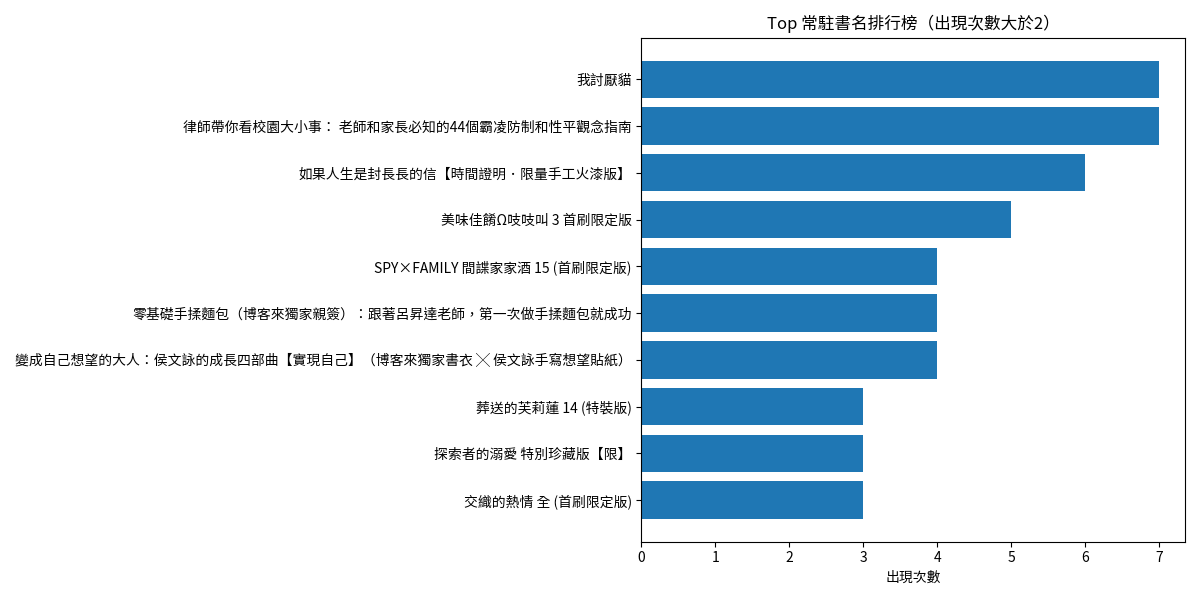 Top 常駐書名排行榜（出現次數大於2）
我討厭貓
律師帶你看校園大小事： 老師和家長必知的44個霸凌防制和性平觀念指南
如果人生是封長長的信【時間證明．限量手工火漆版】
美味佳餚Ω吱吱叫 3 首刷限定版
SPY×FAMILY 間諜家家酒 15 (首刷限定版)
零基礎手揉麵包（博客來獨家親簽）：跟著呂昇達老師，第一次做手揉麵包就成功
變成自己想望的大人：侯文詠的成長四部曲【實現自己】（博客來獨家書衣╳侯文詠手寫想望貼紙）
葬送的芙莉蓮 14 (特裝版)
探索者的溺愛 特別珍藏版【限】
交織的熱情 全 (首刷限定版)
0 1 2 3 4 5 6 7
出現次數